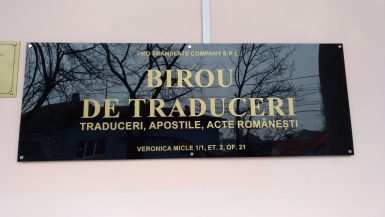 PRO TRANSLATE COMPANY S.R.L.
BIROU
DE TRADUCERI
TRADUCERI, APOSTILE, ACTE ROMÂNEȘTI
VERONICA MICLE 1/1, ET. 2, OF. 21